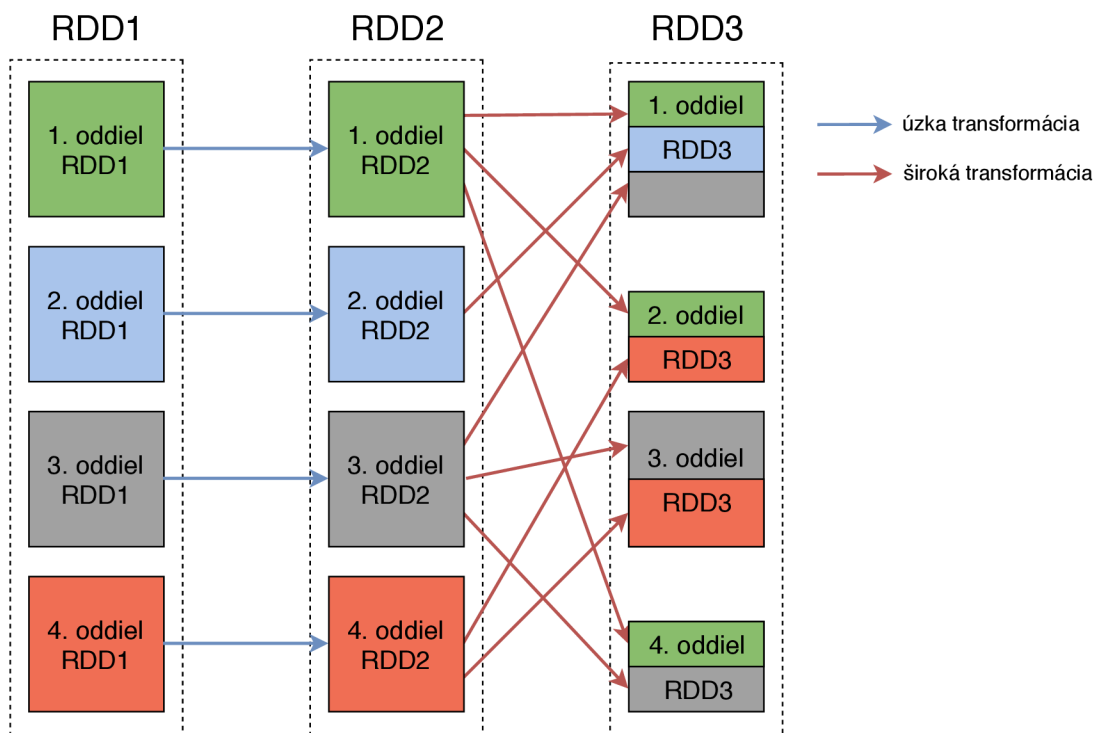 RDD1
RDD2
RDD3
1. oddiel
RDD1
1. oddiel
RDD2
1. oddiel
RDD3
úzka transformácia
široká transformácia
2. oddiel
RDD1
2. oddiel
RDD2
2. oddiel
RDD3
3. oddiel
RDD1
3. oddiel
RDD2
3. oddiel
RDD3
4. oddiel
RDD1
4. oddiel
RDD2
4. oddiel
RDD3